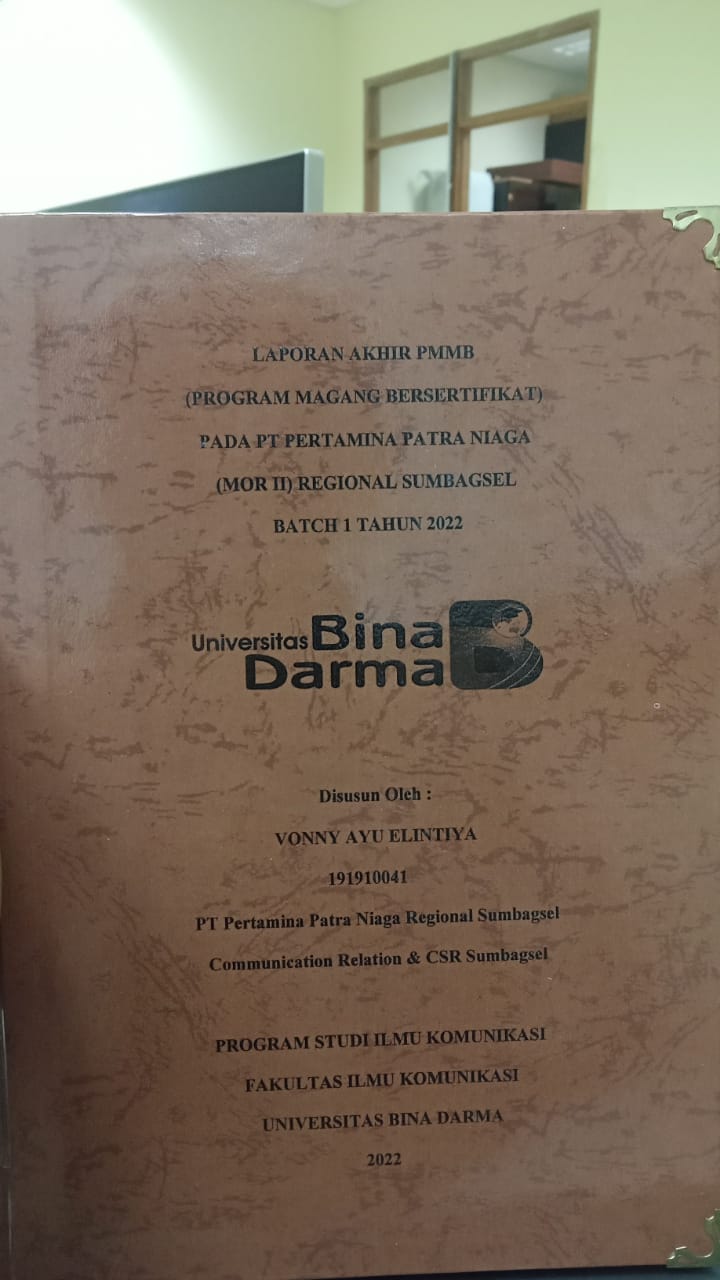 LAPORAN AKHIR PMMB
(PROGRAM MAGANG BERSERTIFIKAT)
PADA PT PERTAMINA PATRA NIAGA
(MOR II) REGIONAL SUMBAGSEL
BATCH 1 TAHUN 2022
Universitas Bina
Darma
Disusun Oleh :
VONNY AYU ELINTIYA
191910041
PT Pertamina Patra Niaga Regional Sumbagsel
Communication Relation & CSR Sumbagsel
PROGRAM STUDI ILMU KOMUNIKASI
FAKULTAS ILMU KOMUNIKASI
UNIVERSITAS BINA DARMA
2022